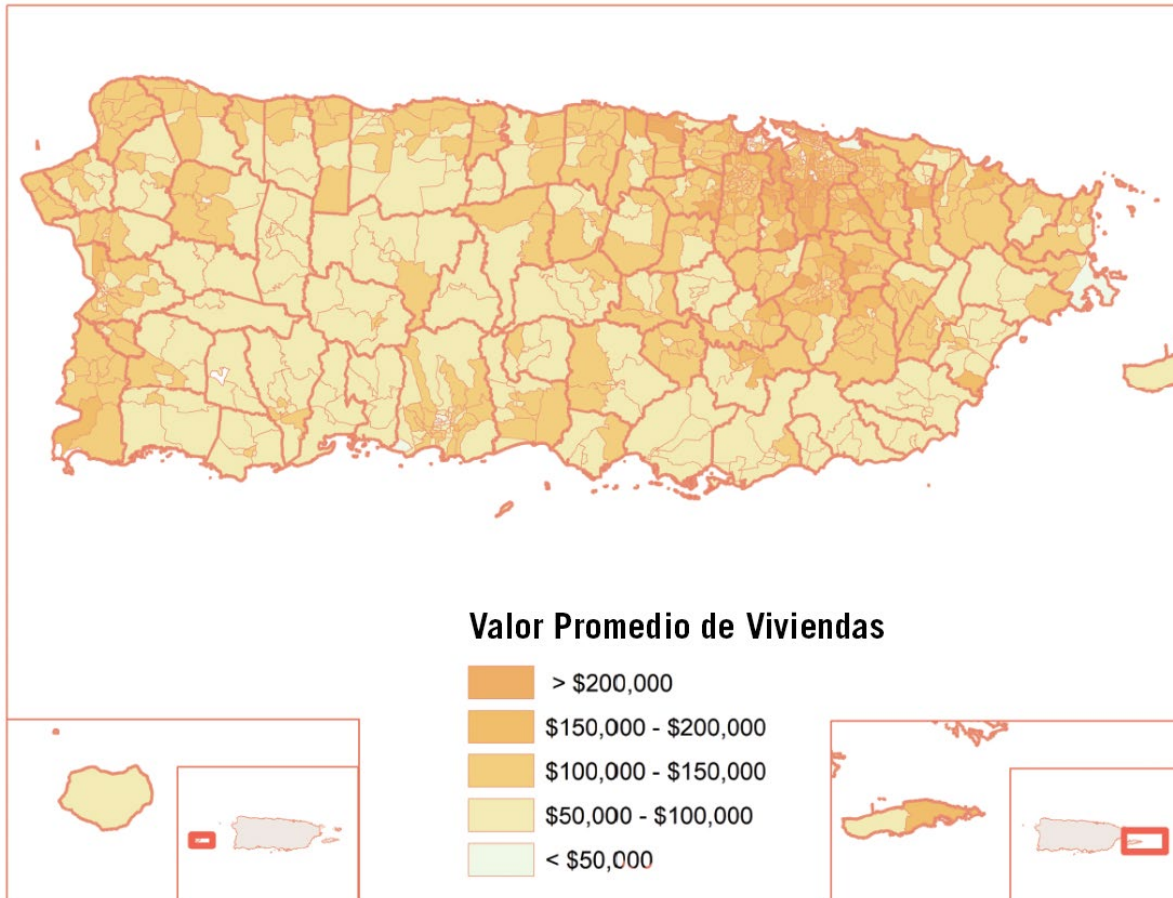 Valor Promedio de Viviendas
> $200,000
$150,000 - $200,000
$100,000 - $150,000
$50,000 - $100,000
< $50,000